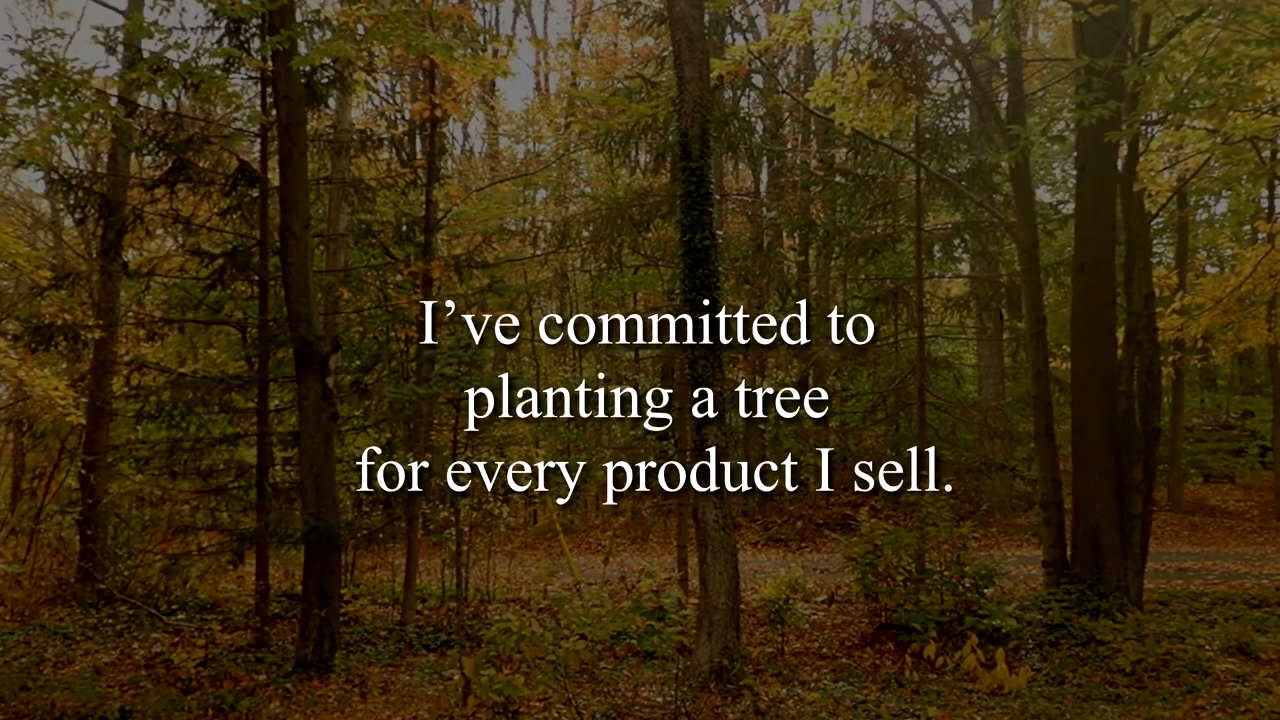 I’ve committed to
planting a tree
for every product I sell.